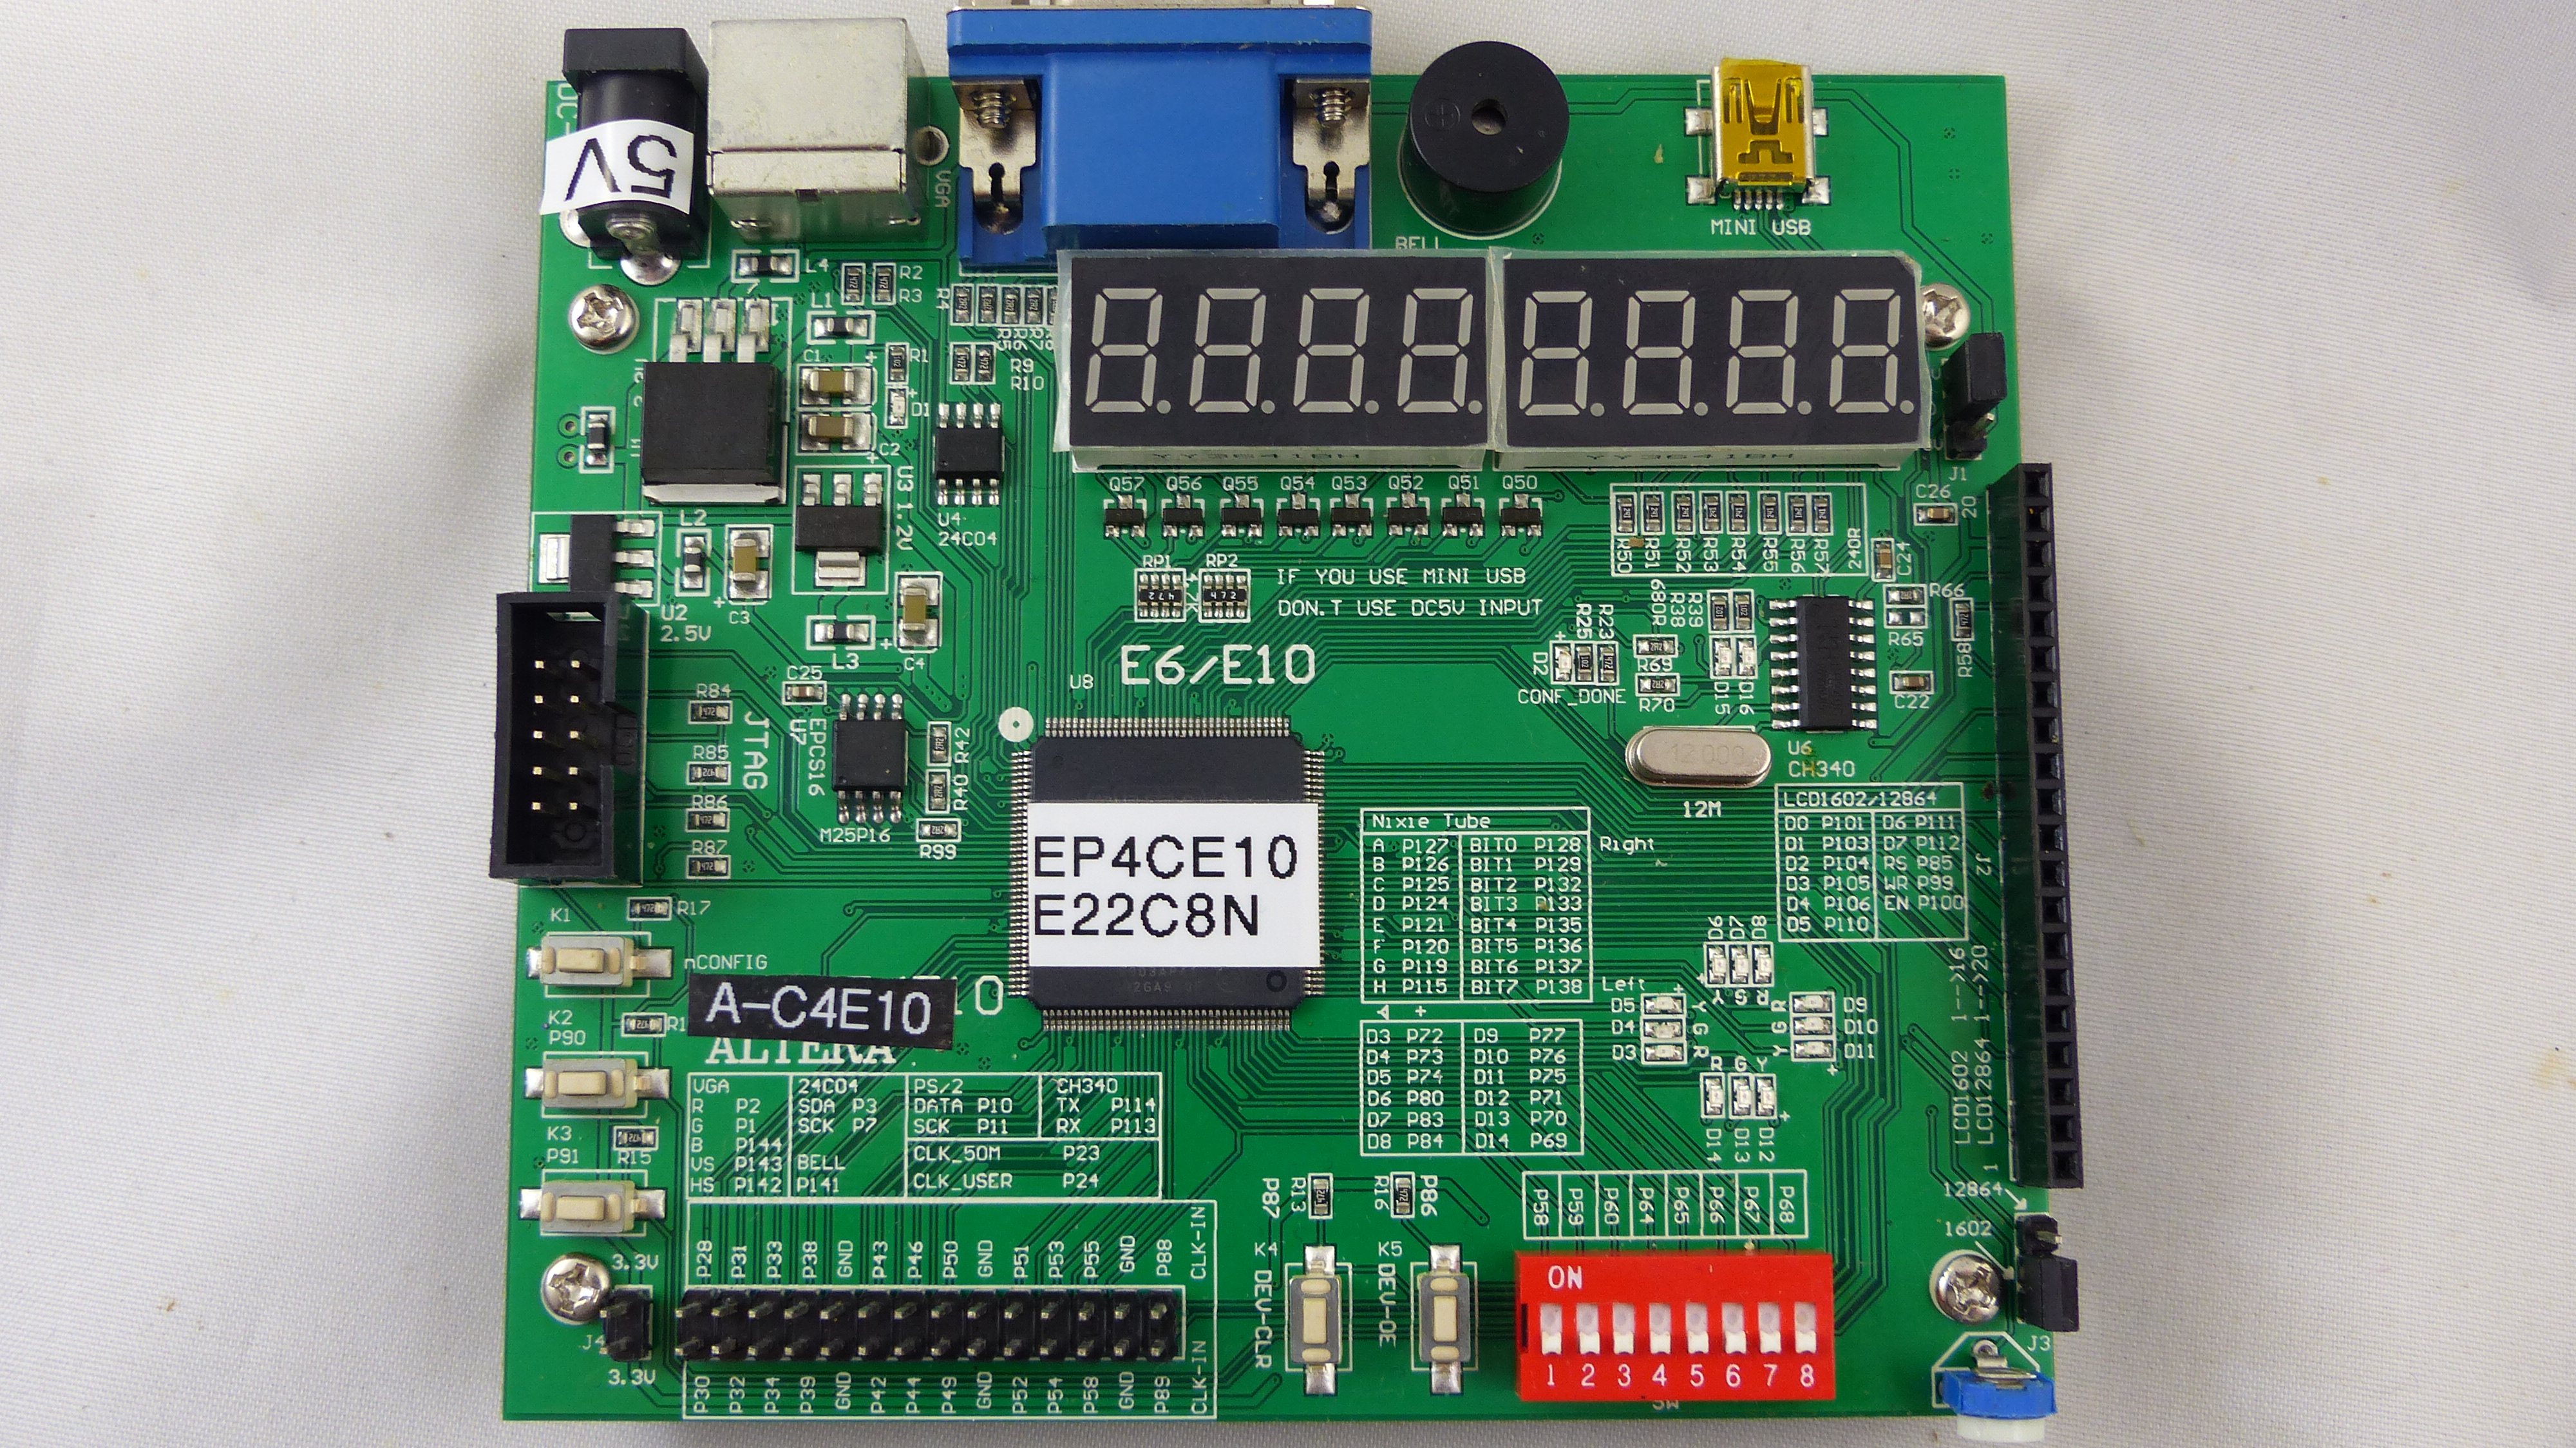 DC-
5V
VGA
BELL
MINI USB
L4
R2
R3
L1
R4
R5
R6
R7
C1
R1
D1
C2
R9
R10
U4
24C04
U3 1.2V
J1
20
C26
Q57 Q56 Q55 Q54 Q53 Q52 Q51 Q50
R50 R51 R52 R53 R54 R55 R56 R57 240R
C24
R66
R65
R58
C22
L2
C3
U2
2.5V
L3
C4
RP1 RP2
472 472
IF YOU USE MINI USB
DON.T USE DC5V INPUT
E6/E10
U8
D2
R25
R23
CONF_DONE
680R
R38
R39
R69
R70
D15
D16
12M
U6
CH340
C25
JTAG
R84
R85
R86
R87
U7
EPCS16
M25P16
R42
R40
R99
EP4CE10
E22C8N
Nixie Tube
A P127 BIT0 P128 Right
B P126 BIT1 P129
C P125 BIT2 P132
D P124 BIT3 P133
E P121 BIT4 P135
F P120 BIT5 P136
G P119 BIT6 P137
H P115 BIT7 P138 Left
LCD1602/12864
D0 P101 D6 P111
D1 P103 D7 P112
D2 P104 RS P85
D3 P105 WR P99
D4 P106 EN P100
D5 P110
J2
K1
R17
nCONFIG
A-C4E10
ALTERA
K2
P90
K3
P91
R15
D3 P72 D9 P77
D4 P73 D10 P76
D5 P74 D11 P75
D6 P80 D12 P71
D7 P83 D13 P70
D8 P84 D14 P69
D6 D7 D8
Y G R
D5 Y
D4 G
D3 R
R D9
G D10
Y D11
R G Y
D14 D13 D12
LCD1602 1-->16
LCD12864 1-->20
VGA
R P2
G P1
B P144
VS P143
HS P142
24C04
SDA P3
SCK P7
BELL
P141
PS/2
DATA P10
SCK P11
CH340
TX P114
RX P113
CLK_50M P23
CLK_USER P24
P28 P31 P33 P38 GND P43 P46 P50 GND P51 P53 P55 GND P88 CLK-IN
P30 P32 P34 P39 GND P42 P44 P49 GND P52 P54 P58 GND P89 CLK-IN
3.3V
J4
3.3V
P87
R13
R16
P86
K4 DEV-CLR
K5 DEV-OE
P58 P59 P60 P64 P65 P66 P67 P68
ON
1 2 3 4 5 6 7 8
1
12864
1602
J3